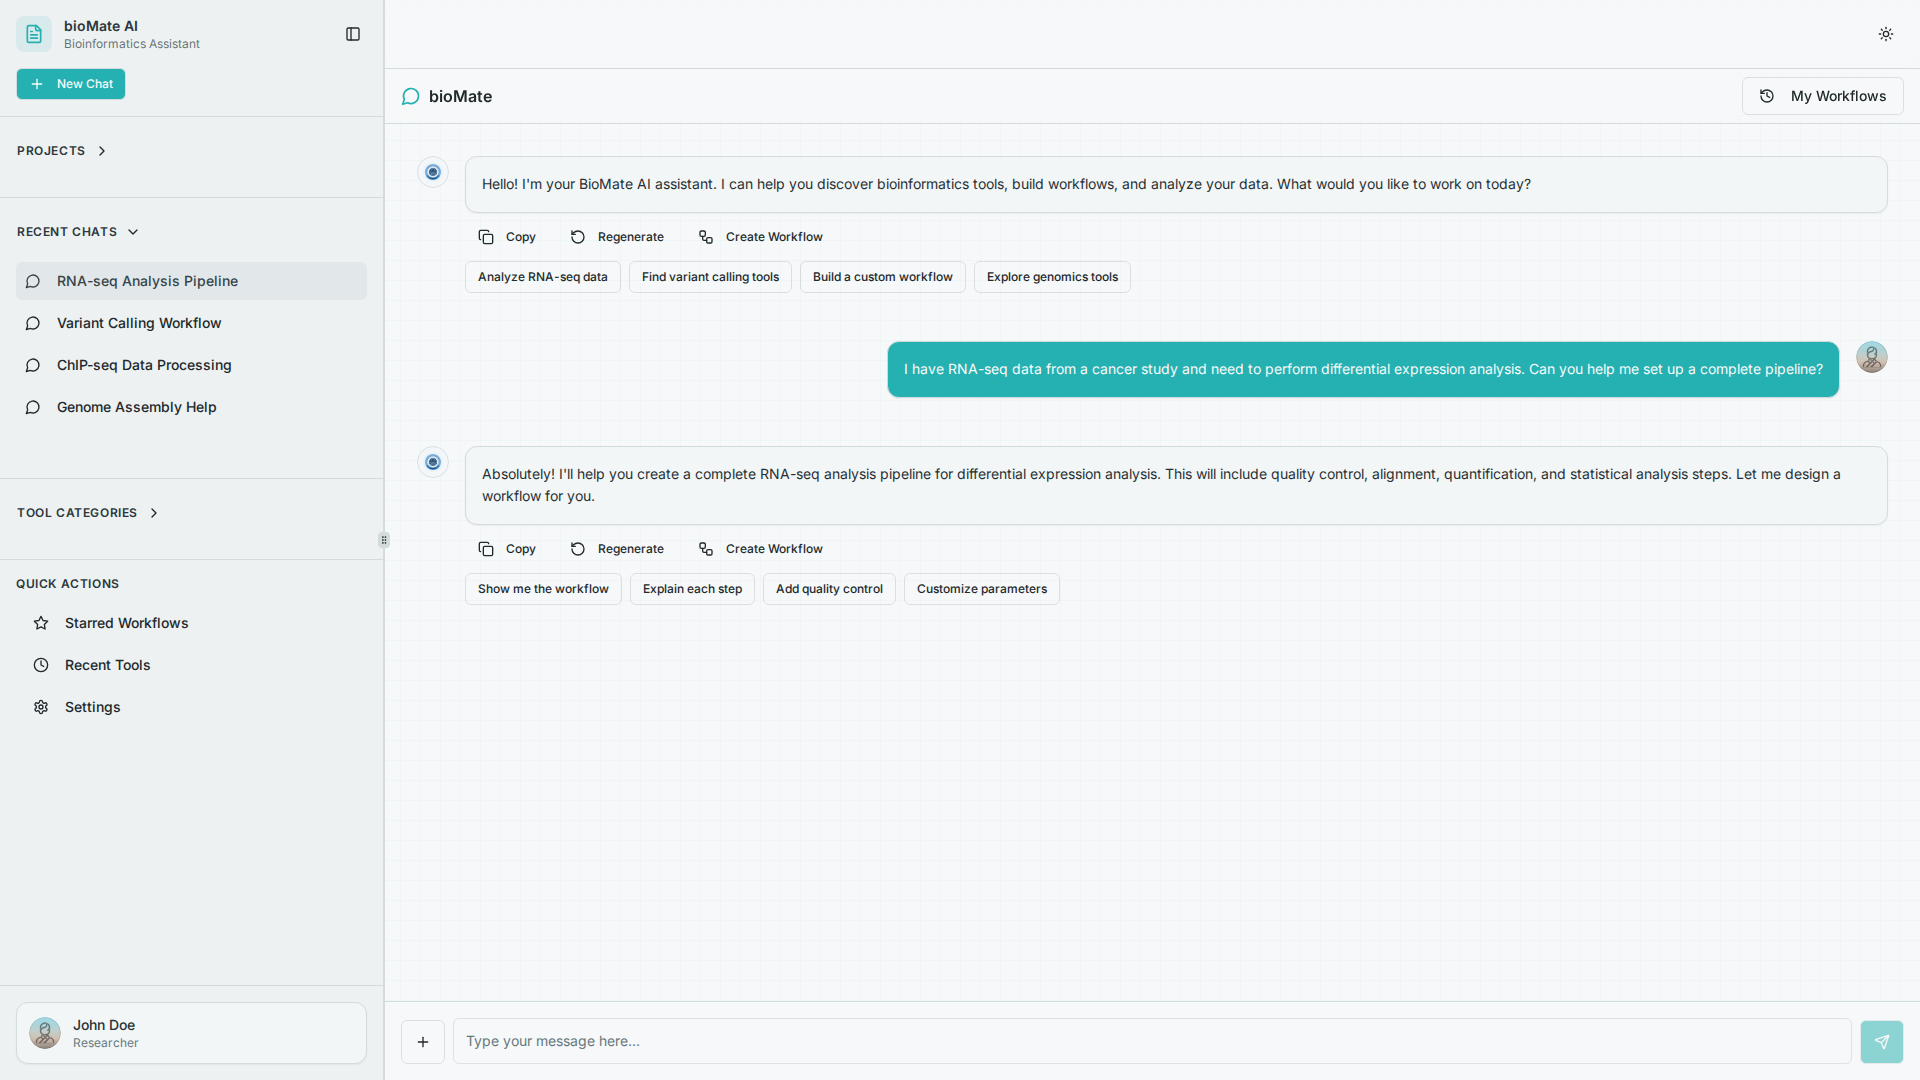 bioMate AI
Bioinformatics Assistant
New Chat
PROJECTS
RECENT CHATS
RNA-seq Analysis Pipeline
Variant Calling Workflow
ChIP-seq Data Processing
Genome Assembly Help
TOOL CATEGORIES
QUICK ACTIONS
Starred Workflows
Recent Tools
Settings
John Doe
Researcher
bioMate
My Workflows
Hello! I'm your BioMate AI assistant. I can help you discover bioinformatics tools, build workflows, and analyze your data. What would you like to work on today?
Copy Regenerate Create Workflow
Analyze RNA-seq data Find variant calling tools Build a custom workflow Explore genomics tools
I have RNA-seq data from a cancer study and need to perform differential expression analysis. Can you help me set up a complete pipeline?
Absolutely! I'll help you create a complete RNA-seq analysis pipeline for differential expression analysis. This will include quality control, alignment, quantification, and statistical analysis steps. Let me design a
workflow for you.
Copy Regenerate Create Workflow
Show me the workflow Explain each step Add quality control Customize parameters
Type your message here...